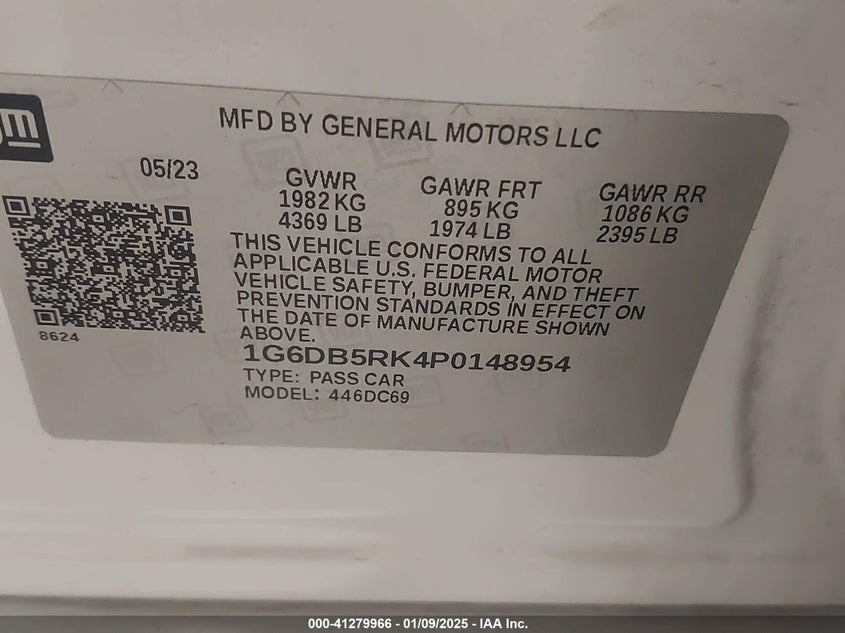 gm
MFD BY GENERAL MOTORS LLC
05/23
GVWR
1982 KG
4369 LB
GAWR FRT
895 KG
1974 LB
GAWR RR
1086 KG
2395 LB
THIS VEHICLE CONFORMS TO ALL
APPLICABLE U.S. FEDERAL MOTOR
VEHICLE SAFETY, BUMPER, AND THEFT
PREVENTION STANDARDS IN EFFECT ON
THE DATE OF MANUFACTURE SHOWN
ABOVE.
8624
1G6DB5RK4P0148954
TYPE: PASS CAR
MODEL: 446DC69
000-41279966 - 01/09/2025 - IAA Inc.